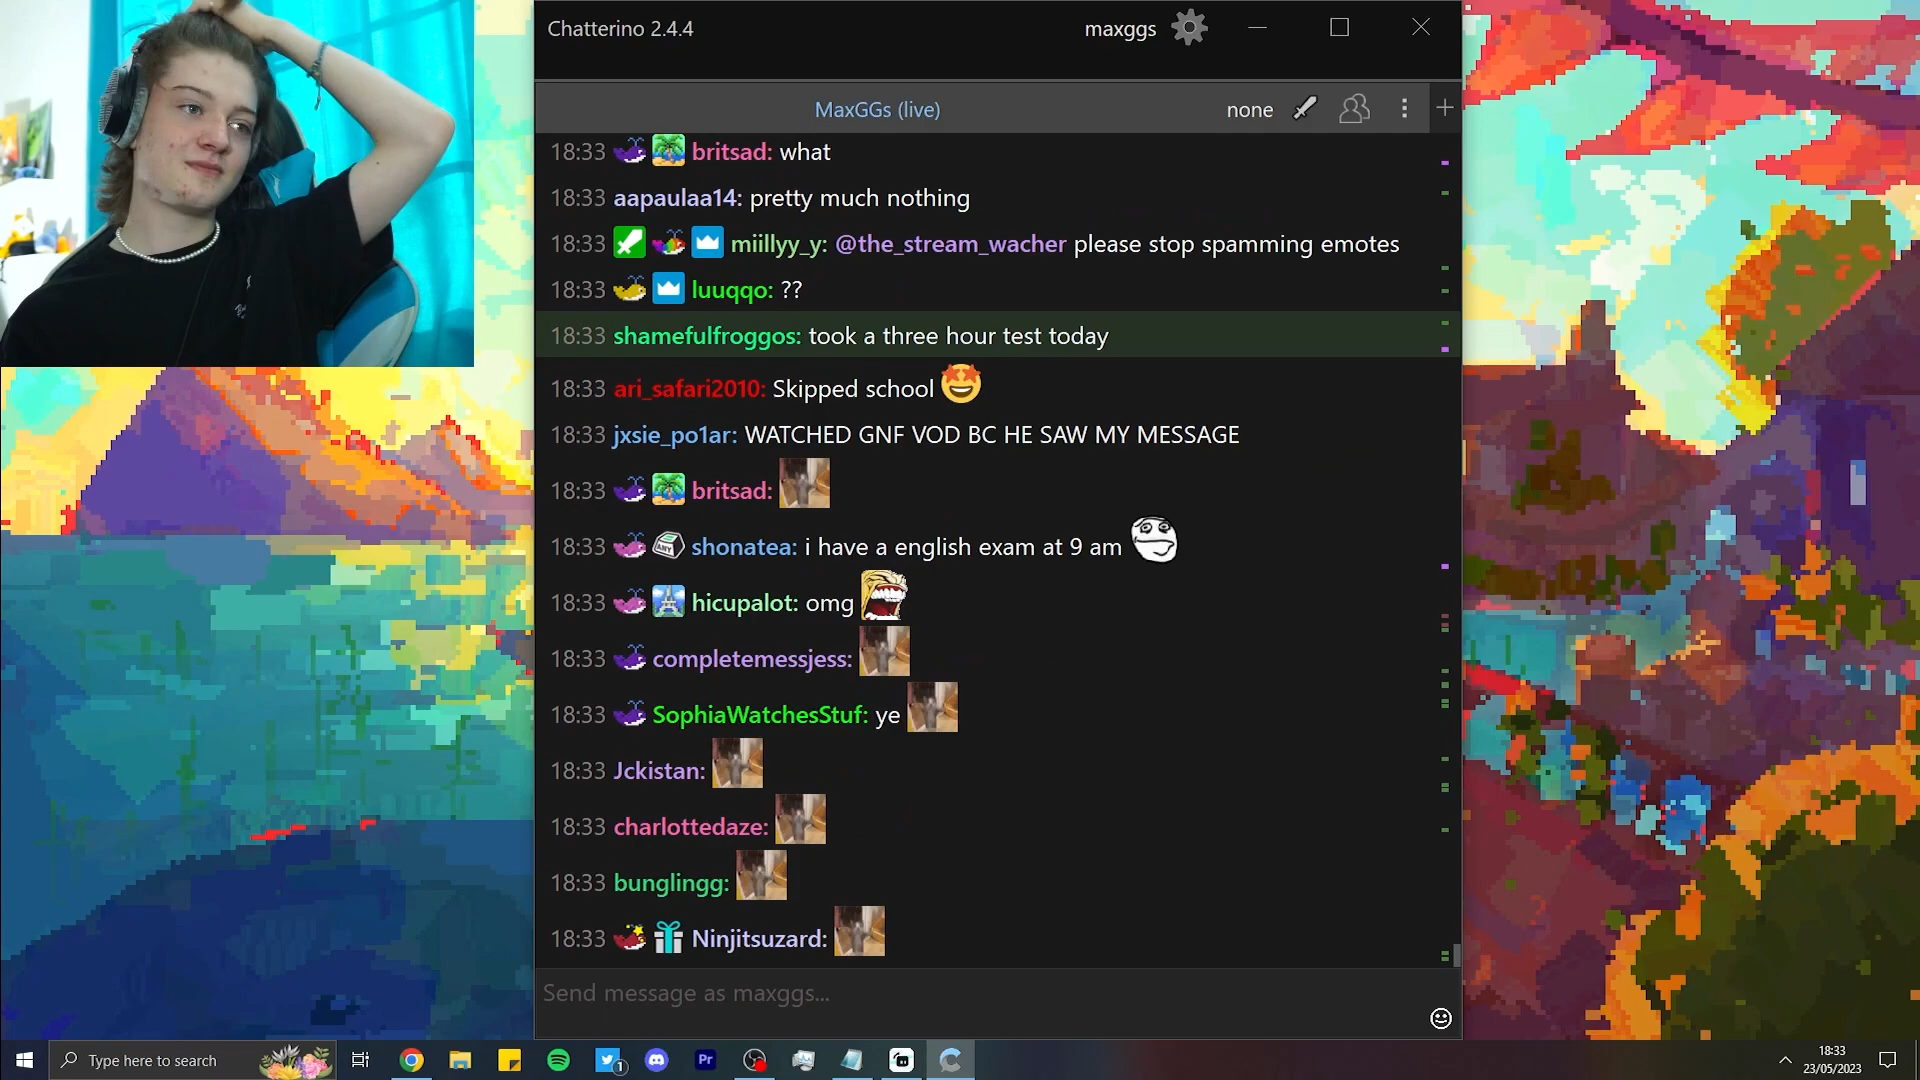 Chatterino 2.4.4
maxggs
MaxGGs (live)
none
18:33 britsad: what
18:33 aapaulaa14: pretty much nothing
18:33 miillyy_y: @the_stream_wacher please stop spamming emotes
18:33 luuqqo: ??
18:33 shamefulfroggos: took a three hour test today
18:33 ari_safari2010: Skipped school
18:33 jxsie_po1ar: WATCHED GNF VOD BC HE SAW MY MESSAGE
18:33 britsad:
18:33 shonatea: i have a english exam at 9 am
18:33 hicupalot: omg
18:33 completemessjess:
18:33 SophiaWatchesStuf: ye
18:33 Jckistan:
18:33 charlottedaze:
18:33 bunglingg:
18:33 Ninjitsuzard:
Send message as maxggs...
Type here to search
1
Pr
18:33
23/05/2023